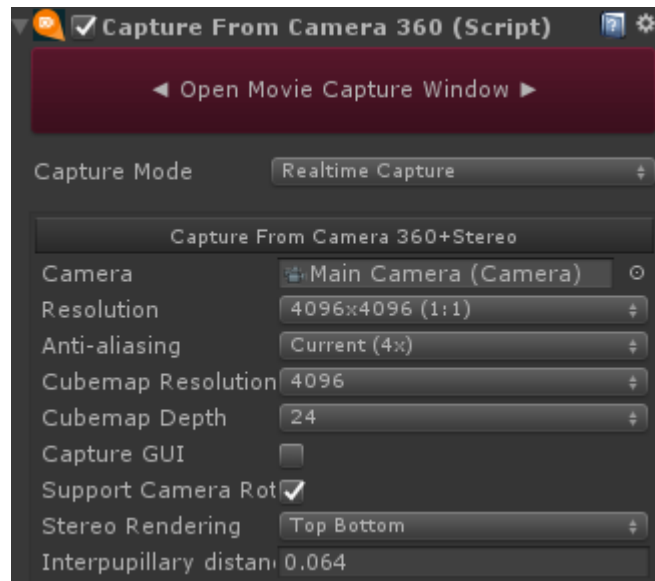 Capture From Camera 360 (Script)
◄ Open Movie Capture Window ►
Capture Mode Realtime Capture
Capture From Camera 360+Stereo
Camera Main Camera (Camera)
Resolution 4096x4096 (1:1)
Anti-aliasing Current (4x)
Cubemap Resolution 4096
Cubemap Depth 24
Capture GUI
Support Camera Rot
Stereo Rendering Top Bottom
Interpupillary distan 0.064